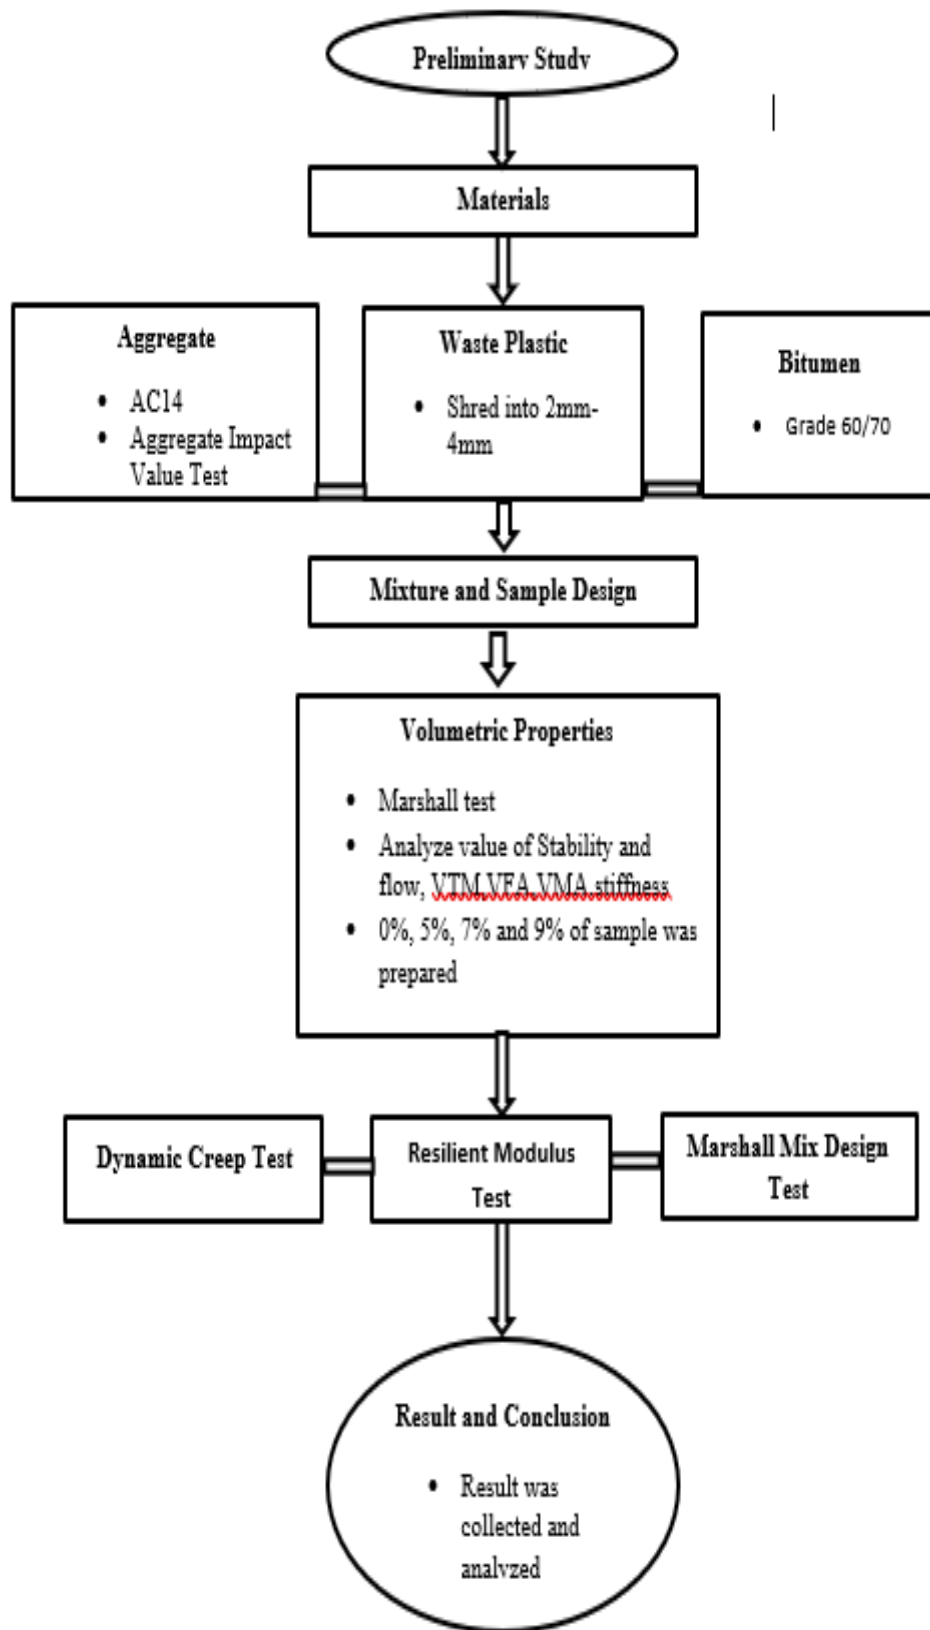 Preliminary Study
Materials
Aggregate
• AC14
• Aggregate Impact
Value Test
Waste Plastic
• Shred into 2mm-
4mm
Bitumen
• Grade 60/70
Mixture and Sample Design
Volumetric Properties
• Marshall test
• Analyze value of Stability and
flow, VTM,VFA,VMA,stiffness
• 0%, 5%, 7% and 9% of sample was
prepared
Dynamic Creep Test
Resilient Modulus
Test
Marshall Mix Design
Test
Result and Conclusion
• Result was
collected and
analyzed